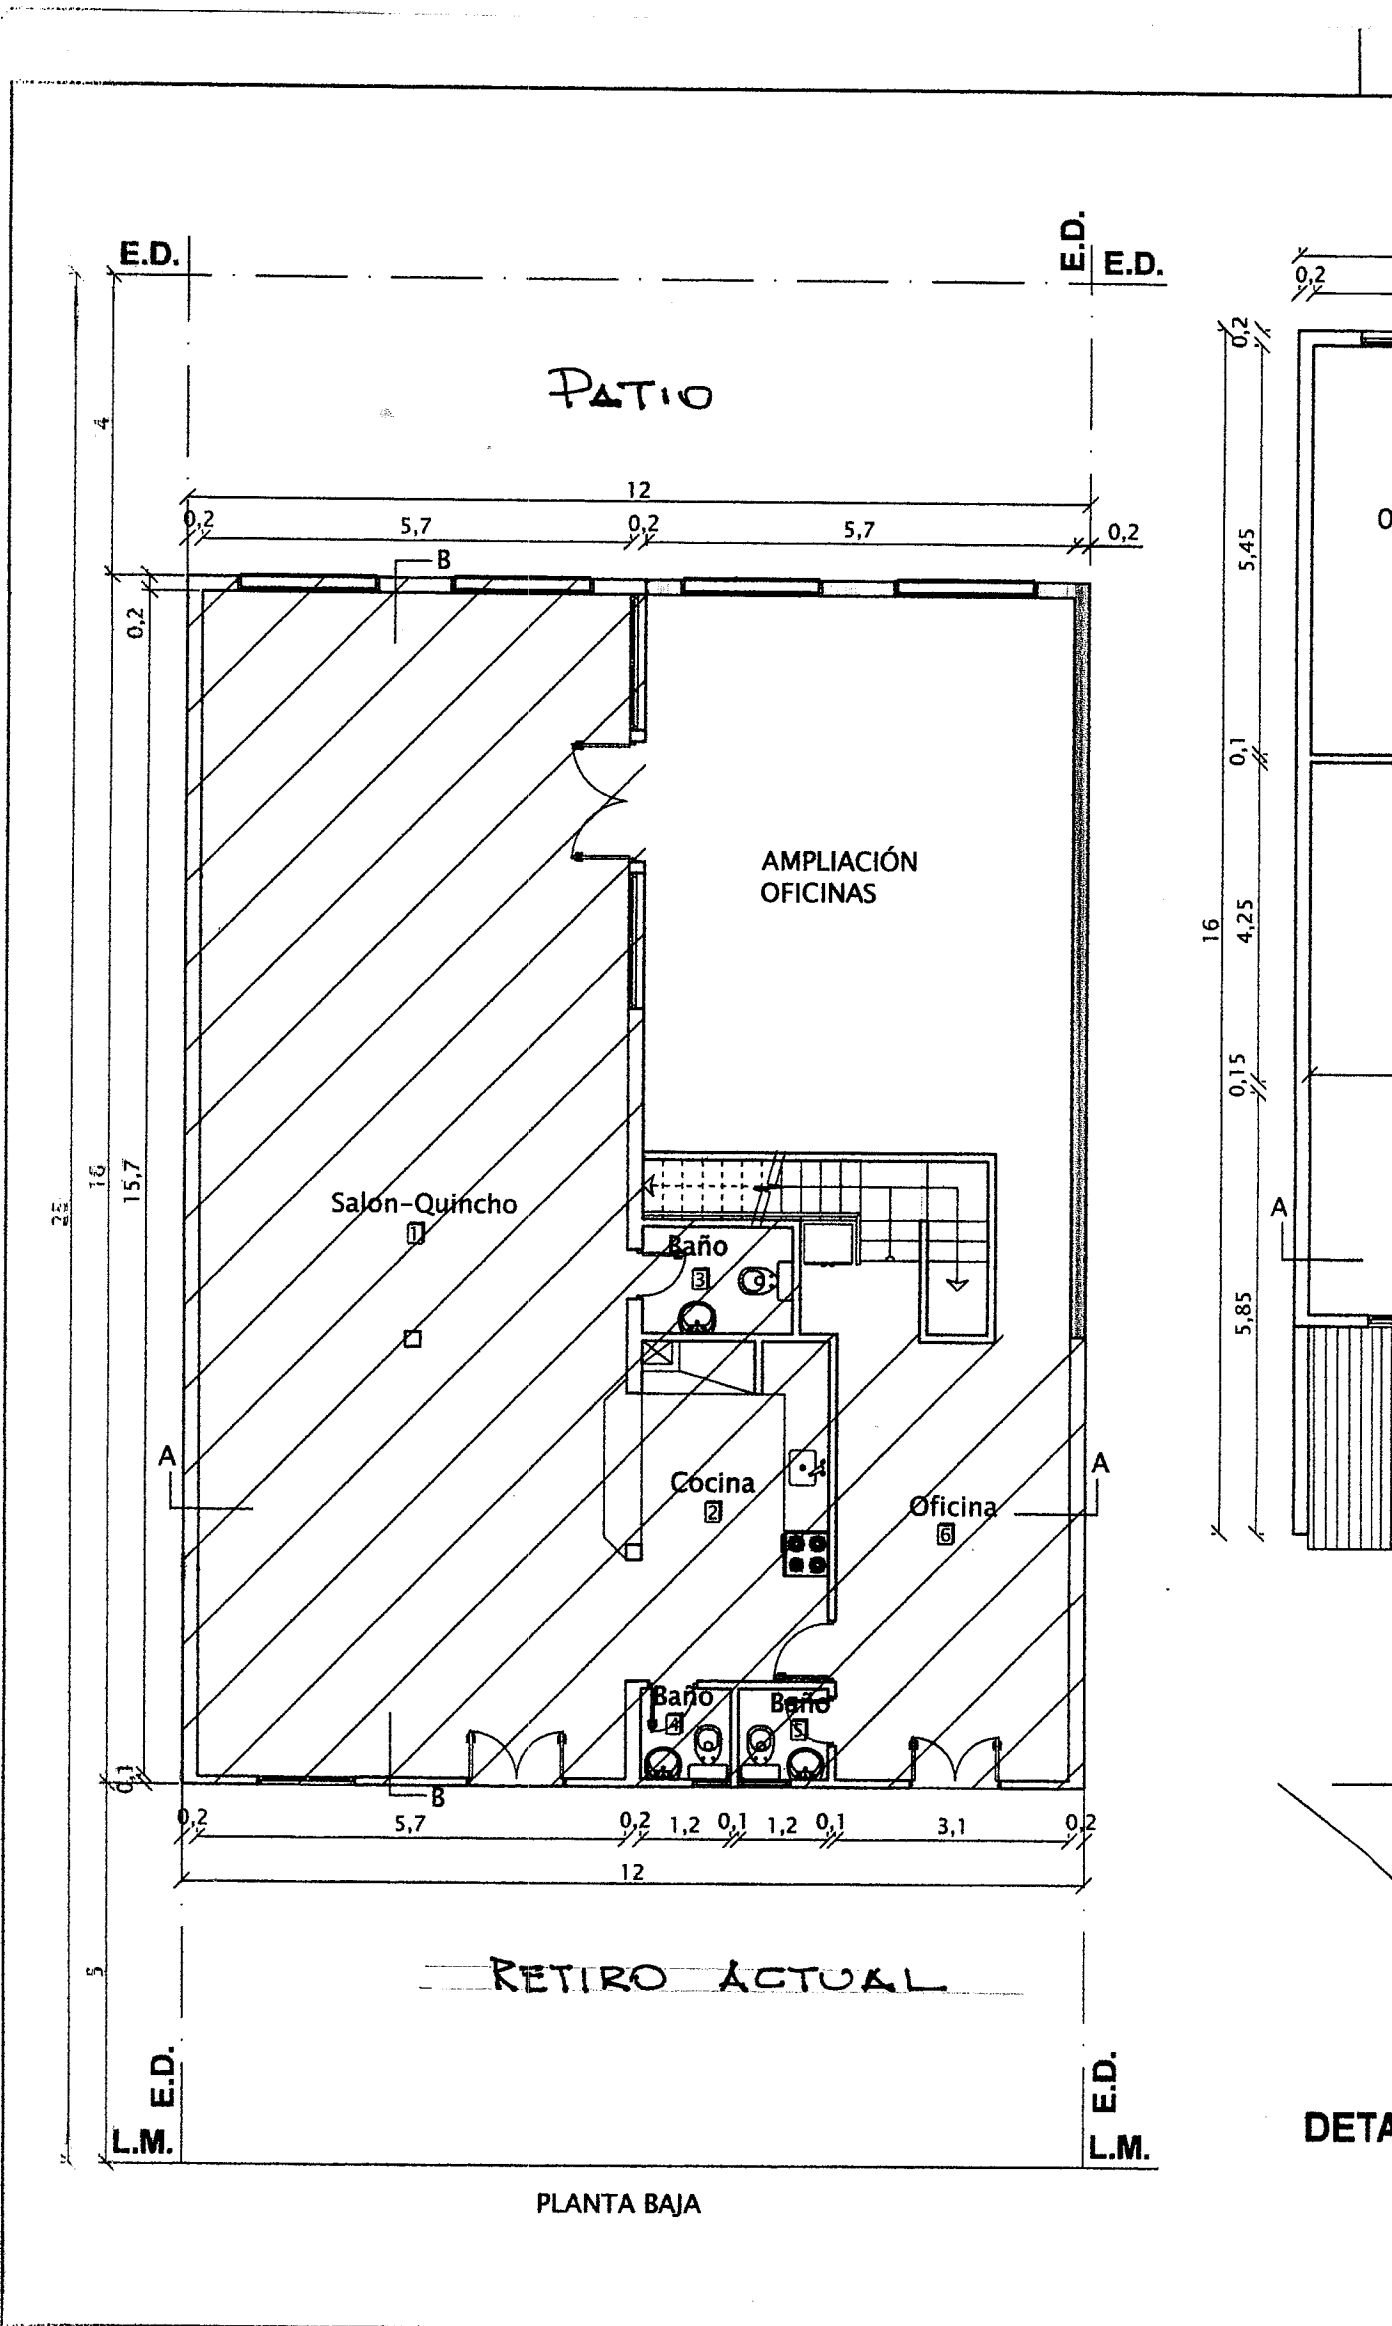 E.D.
E.D.
E.D.
0,2
0,2
4
PATIO
12
0,2
5,7
0,2
5,7
0,2
B
0,2
5,45
0,1
AMPLIACIÓN
OFICINAS
16
4,25
0,15
16
15,7
Salon-Quincho
1
Baño
3
A
5,85
A
Cocina
2
Oficina
6
A
Baño
4
Baño
5
0,1
B
0,2
5,7
0,2
1,2
0,1
1,2
0,1
3,1
0,2
12
5
RETIRO ACTUAL
E.D.
E.D.
L.M.
L.M.
PLANTA BAJA